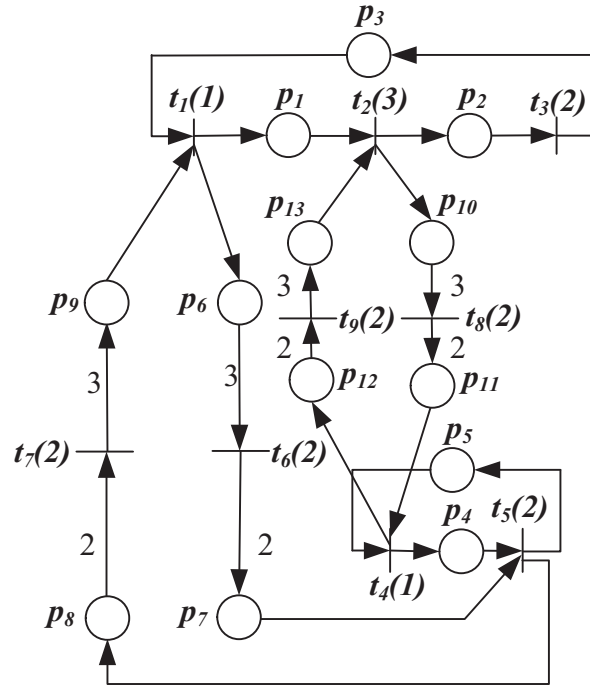 p3
t1(1) p1 t2(3) p2 t3(2)
p13 p10
p9 p6 3 t9(2) 3 t8(2)
2 2
3 3 p12 p11
p5
t7(2) t6(2)
p4 t5(2)
2 2
t4(1)
p8 p7